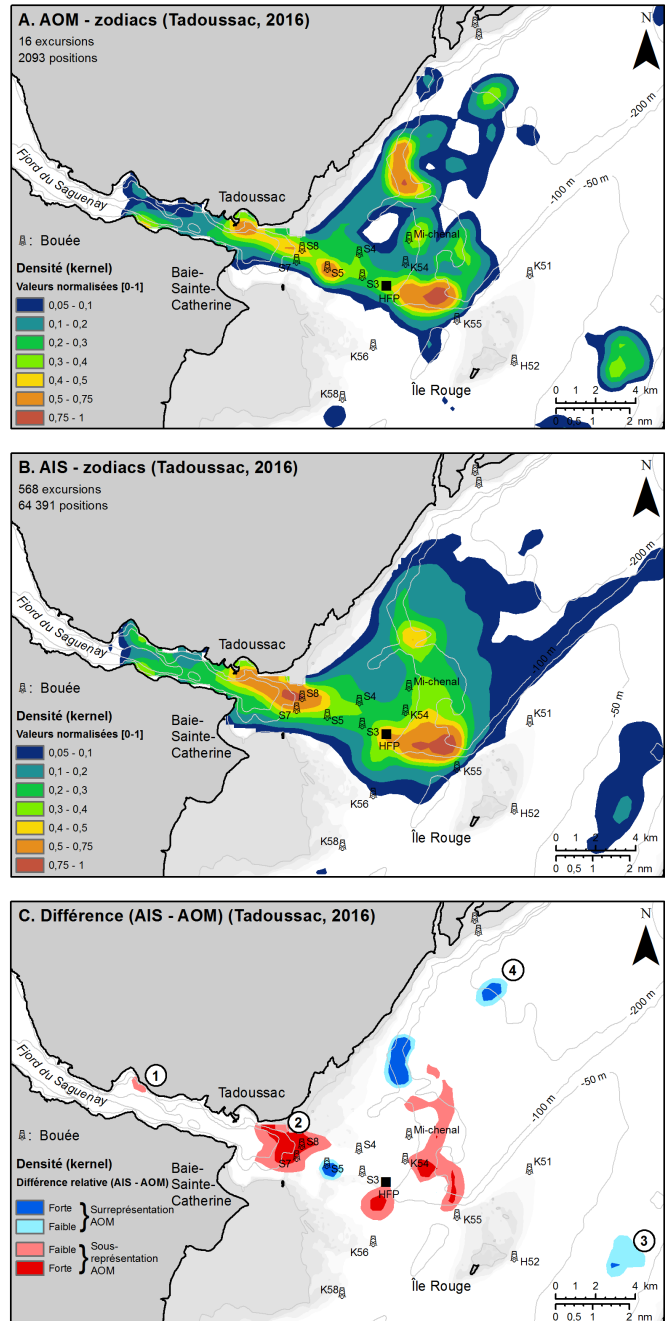 A. AOM - zodiacs (Tadoussac, 2016)
16 excursions
2093 positions
N
-200 m
-100 m
-50 m
Fjord du Saguenay
Tadoussac
: Bouée
Mi-chenal
S8
S7
S4
S5
K54
S3
HFP
K51
Baie-
Sainte-
Catherine
K55
K56
H52
K58
Île Rouge
Densité (kernel)
Valeurs normalisées [0-1]
0,05 - 0,1
0,1 - 0,2
0,2 - 0,3
0,3 - 0,4
0,4 - 0,5
0,5 - 0,75
0,75 - 1
0 2 4 km
0 0,5 1 2 nm
B. AIS - zodiacs (Tadoussac, 2016)
568 excursions
64 391 positions
N
-200 m
-100 m
-50 m
Fjord du Saguenay
Tadoussac
: Bouée
Mi-chenal
S8
S7
S4
S5
K54
S3
HFP
K51
Baie-
Sainte-
Catherine
K55
K56
H52
K58
Île Rouge
Densité (kernel)
Valeurs normalisées [0-1]
0,05 - 0,1
0,1 - 0,2
0,2 - 0,3
0,3 - 0,4
0,4 - 0,5
0,5 - 0,75
0,75 - 1
0 1 2 4 km
0 0,5 1 2 nm
C. Différence (AIS - AOM) (Tadoussac, 2016)
N
4
-200 m
-50 m
-100 m
1
Fjord du Saguenay
Tadoussac
2
: Bouée
Mi-chenal
S8
S7
S4
S5
K54
S3
HFP
K51
Baie-
Sainte-
Catherine
K55
K56
H52
3
K58
Île Rouge
Densité (kernel)
Différence relative (AIS - AOM)
Forte
Faible
Surreprésentation
AOM
Faible
Forte
Sous-
représentation
AOM
0 1 2 4 km
0 0,5 1 2 nm